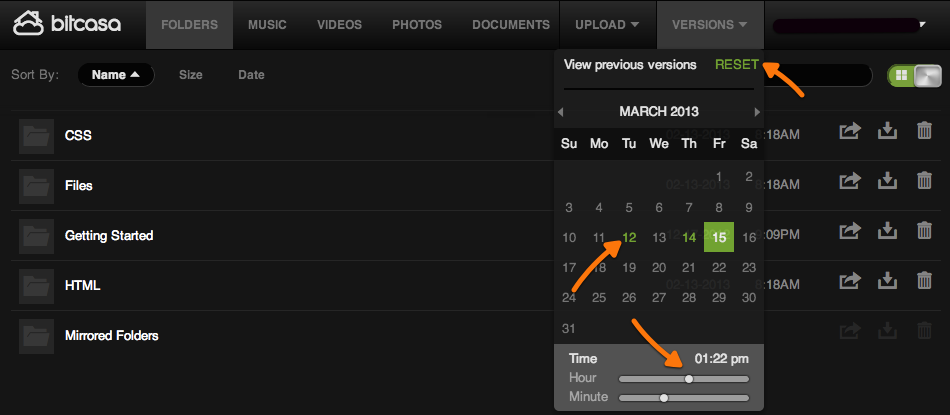 bitcasa FOLDERS MUSIC VIDEOS PHOTOS DOCUMENTS UPLOAD VERSIONS
Sort By: Name Size Date
View previous versions RESET
MARCH 2013
Su Mo Tu We Th Fr Sa
1 2
3 4 5 6 7 8 9
10 11 12 13 14 15 16
17 18 19 20 21 22 23
24 25 26 27 28 29 30
31
Time 01:22 pm
Hour
Minute
CSS 02-13-2013 8:18AM
Files 02-13-2013 8:18AM
Getting Started :09PM
HTML 02-13-2013 8:18AM
Mirrored Folders